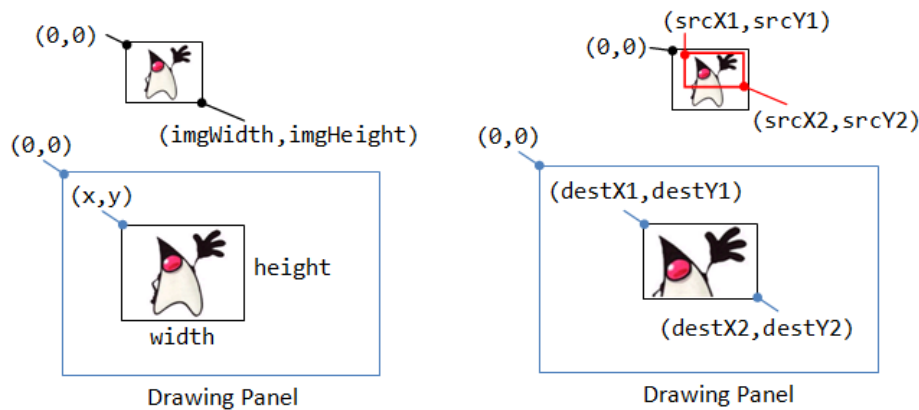 (0,0)
(imgWidth,imgHeight)
(0,0)
(x,y)
height
width
Drawing Panel
(srcX1,srcY1)
(0,0)
(srcX2,srcY2)
(0,0)
(destX1,destY1)
(destX2,destY2)
Drawing Panel